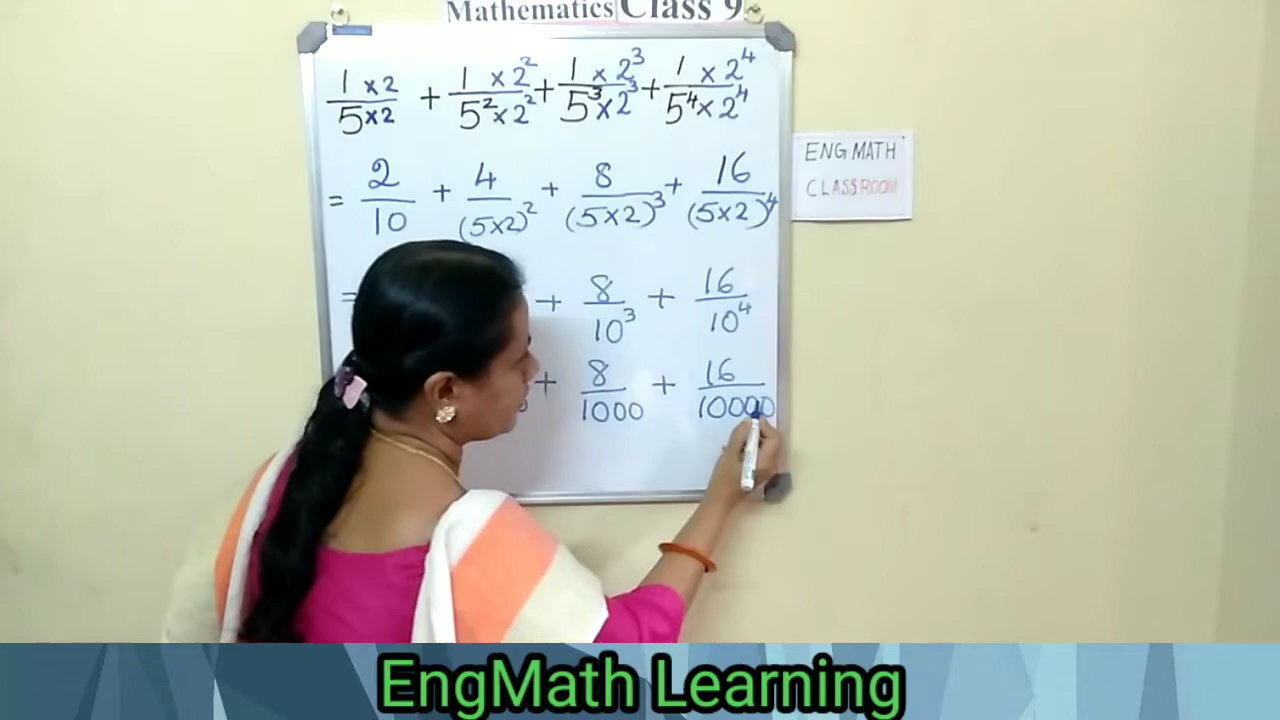 Mathematics Class 9
1 × 2 / 5 × 2 + 1 × 2² / 5² × 2² + 1 × 2³ / 5³ × 2³ + 1 × 2⁴ / 5⁴ × 2⁴
= 2 / 10 + 4 / (5×2)² + 8 / (5×2)³ + 16 / (5×2)⁴
= + 8 / 10³ + 16 / 10⁴
+ 8 / 1000 + 16 / 10000
ENG MATH
CLASSROOM
EngMath Learning